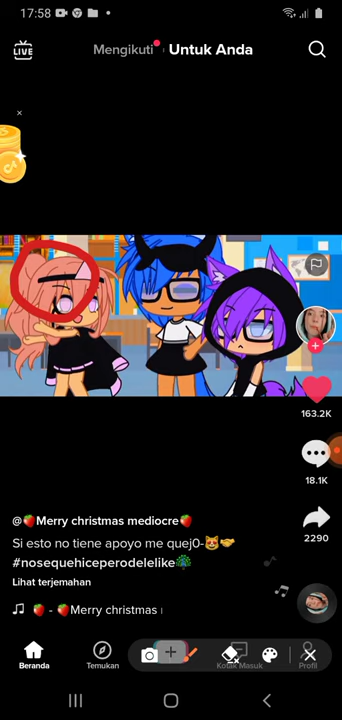 17:58
LIVE
Mengikuti
Untuk Anda
163.2K
18.1K
2290
@🍓Merry christmas mediocre🍓
Si esto no tiene apoyo me quej0-😼🤝
#nosequehiceperodelelike🦚
Lihat terjemahan
🍓 - 🍓Merry christmas
Beranda
Temukan
Kotak Masuk
Profil